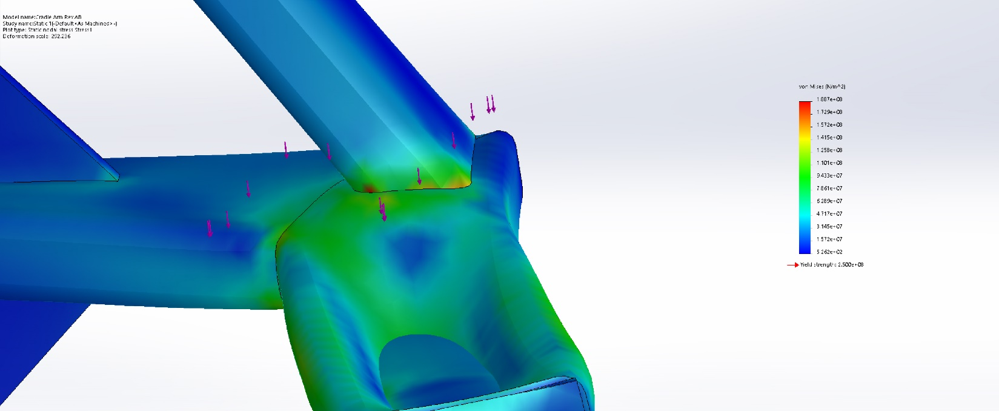 Model name:Cradle Arm Rev AB
Study name:Static 1(-Default<As Machined>-)
Plot type: Static nodal stress Stress1
Deformation scale: 292.236
von Mises (N/m^2)
1.887e+08
1.729e+08
1.572e+08
1.415e+08
1.258e+08
1.101e+08
9.433e+07
7.861e+07
6.289e+07
4.717e+07
3.145e+07
1.572e+07
5.262e+02
Yield strength: 2.500e+08